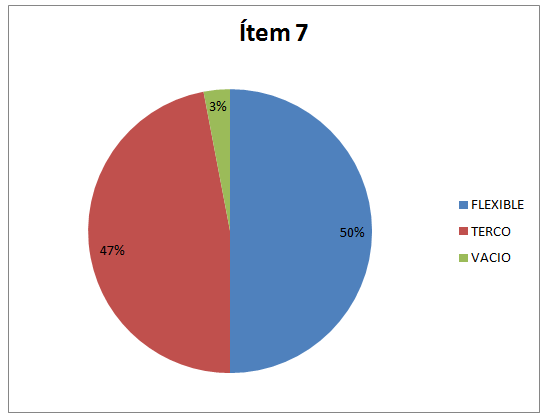 Ítem 7
3%
50%
47%
FLEXIBLE
TERCO
VACIO